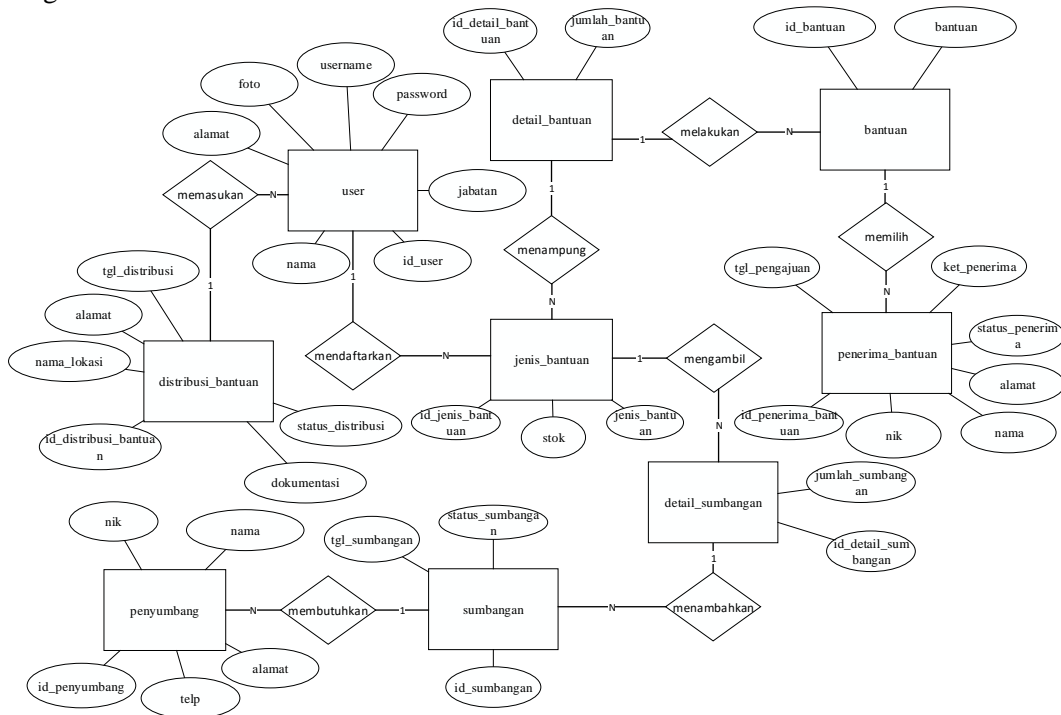 id_detail_bant
uan
jumlah_bantu
an
id_bantuan
bantuan
username
foto
password
alamat
detail_bantuan
1
melakukan
N
bantuan
memasukan
N
user
jabatan
1
1
menampung
memilih
nama
id_user
tgl_distribusi
1
1
tgl_pengajuan
ket_penerima
N
N
alamat
nama_lokasi
distribusi_bantuan
mendaftarkan
N
jenis_bantuan
1
mengambil
penerima_bantuan
status_penerim
a
alamat
id_distribusi_bantua
n
status_distribusi
id_jenis_bant
uan
stok
jenis_bantu
an
N
id_penerima_bant
uan
nik
nama
dokumentasi
detail_sumbangan
jumlah_sumbang
an
id_detail_sum
bangan
nik
nama
tgl_sumbangan
status_sumbanga
n
1
penyumbang
N
membutuhkan
1
sumbangan
N
menambahkan
id_penyumbang
telp
alamat
id_sumbangan